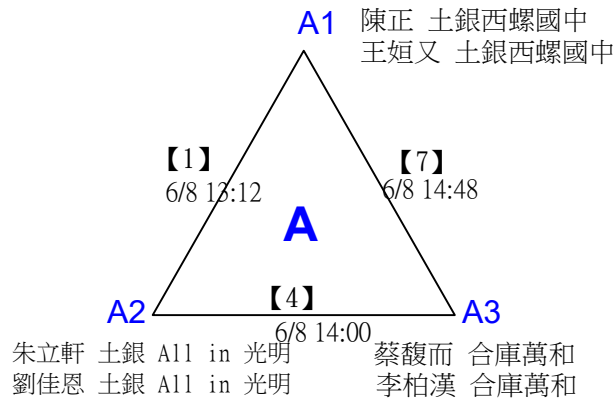 A1
陳正 土銀西螺國中
王姮又 土銀西螺國中
【1】
6/8 13:12
【7】
6/8 14:48
A
【4】
6/8 14:00
A2
A3
朱立軒 土銀 All in 光明
劉佳恩 土銀 All in 光明
蔡馥而 合庫萬和
李柏漢 合庫萬和